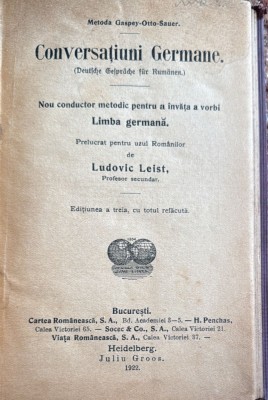 Metoda Gaspey-Otto-Sauer.
Conversațiuni Germane.
(Deutsche Gespräche für Rumänen.)
Nou conductor metodic pentru a învăța a vorbi
Limba germană.
Prelucrat pentru uzul Românilor
de
Ludovic Leist,
Profesor secundar.
Edițiunea a treia, cu totul refăcută.
București.
Cartea Românească, S. A., Bd. Academiei 3—5. — H. Penchas,
Calea Victoriei 65. — Socec & Co., S. A., Calea Victoriei 21.
Viața Românească, S. A., Calea Victoriei 37. —
Heidelberg.
Juliu Groos.
1922.